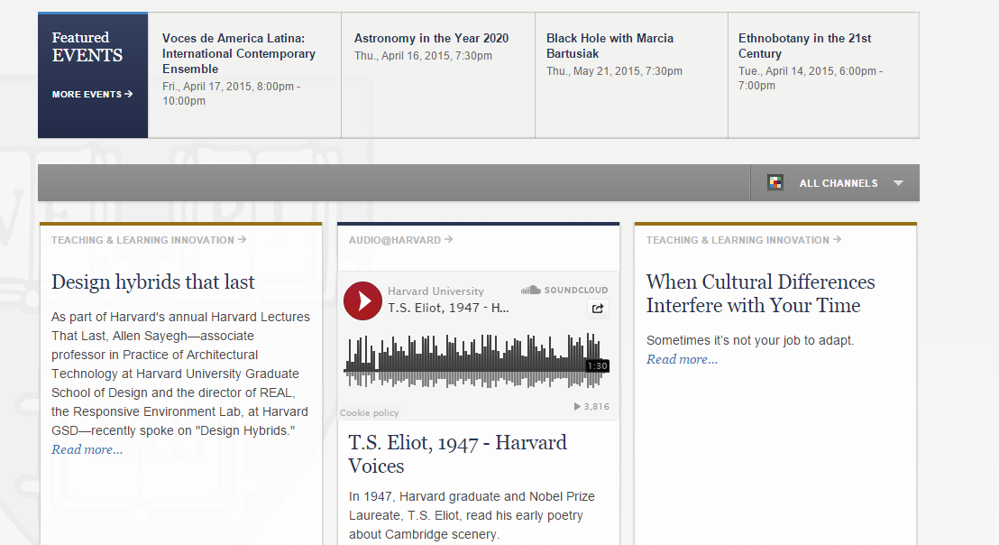 Featured
EVENTS
MORE EVENTS →
Voces de America Latina:
International Contemporary
Ensemble
Fri., April 17, 2015, 8:00pm -
10:00pm
Astronomy in the Year 2020
Thu., April 16, 2015, 7:30pm
Black Hole with Marcia
Bartusiak
Thu., May 21, 2015, 7:30pm
Ethnobotany in the 21st
Century
Tue., April 14, 2015, 6:00pm -
7:00pm
ALL CHANNELS
TEACHING & LEARNING INNOVATION →
Design hybrids that last
As part of Harvard's annual Harvard Lectures
That Last, Allen Sayegh—associate
professor in Practice of Architectural
Technology at Harvard University Graduate
School of Design and the director of REAL,
the Responsive Environment Lab, at Harvard
GSD—recently spoke on "Design Hybrids."
Read more...
AUDIO@HARVARD →
Harvard University
SOUNDCLOUD
T.S. Eliot, 1947 - H...
1:30
3,816
Cookie policy
T.S. Eliot, 1947 - Harvard
Voices
In 1947, Harvard graduate and Nobel Prize
Laureate, T.S. Eliot, read his early poetry
about Cambridge scenery.
TEACHING & LEARNING INNOVATION →
When Cultural Differences
Interfere with Your Time
Sometimes it's not your job to adapt.
Read more...